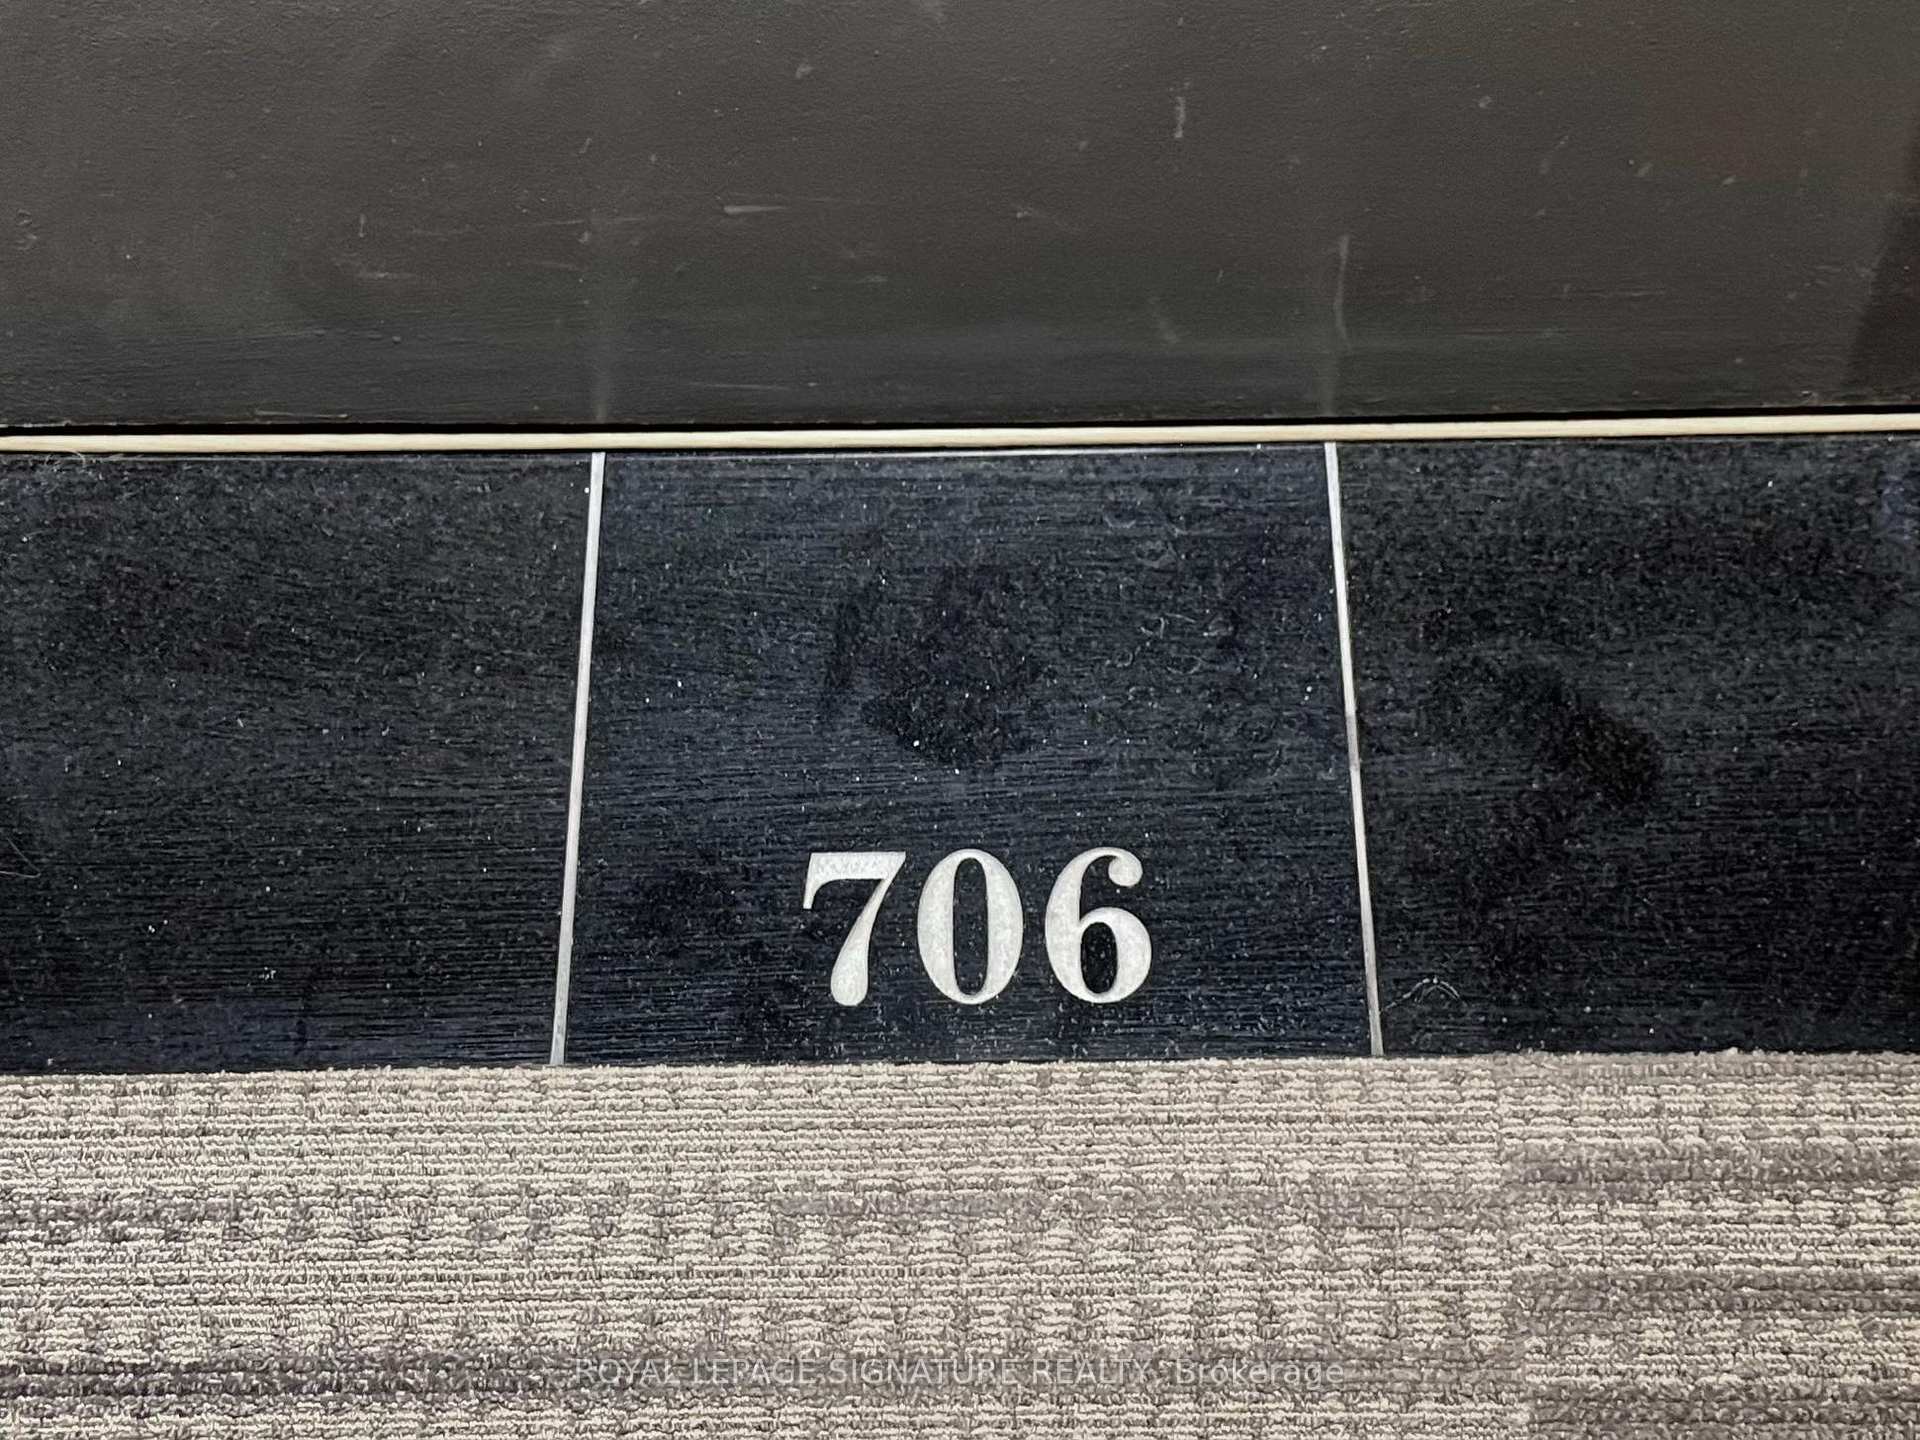 706
ROYAL LEPAGE SIGNATURE REALTY, Brokerage